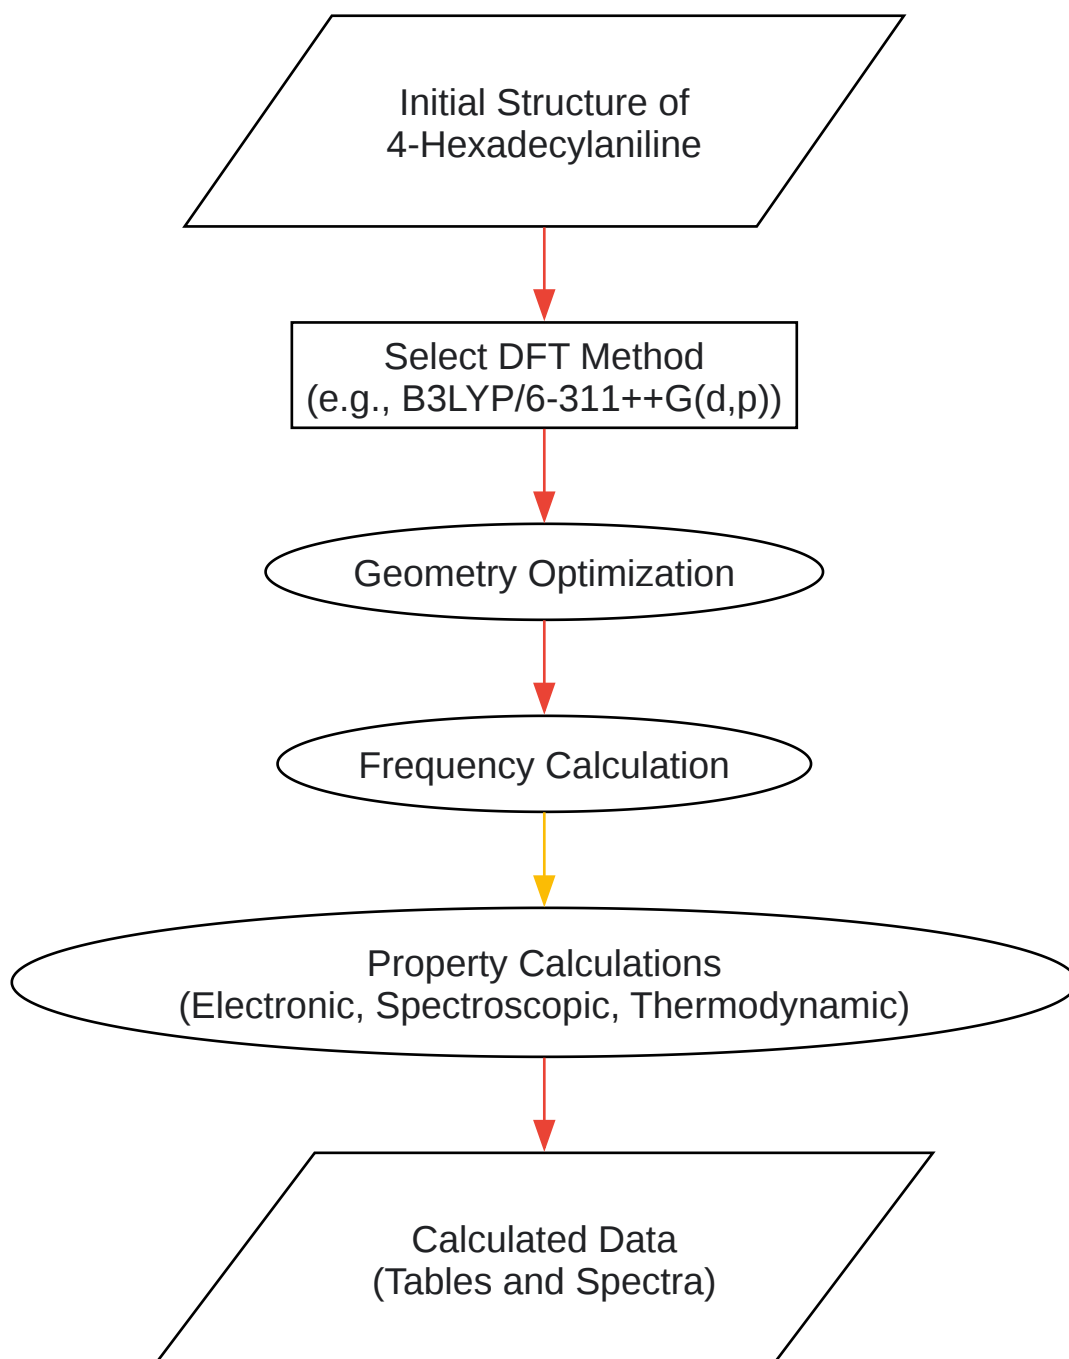 Initial Structure of
4-Hexadecylaniline
Select DFT Method
(e.g., B3LYP/6-311++G(d,p))
Geometry Optimization
Frequency Calculation
Property Calculations
(Electronic, Spectroscopic, Thermodynamic)
Calculated Data
(Tables and Spectra)